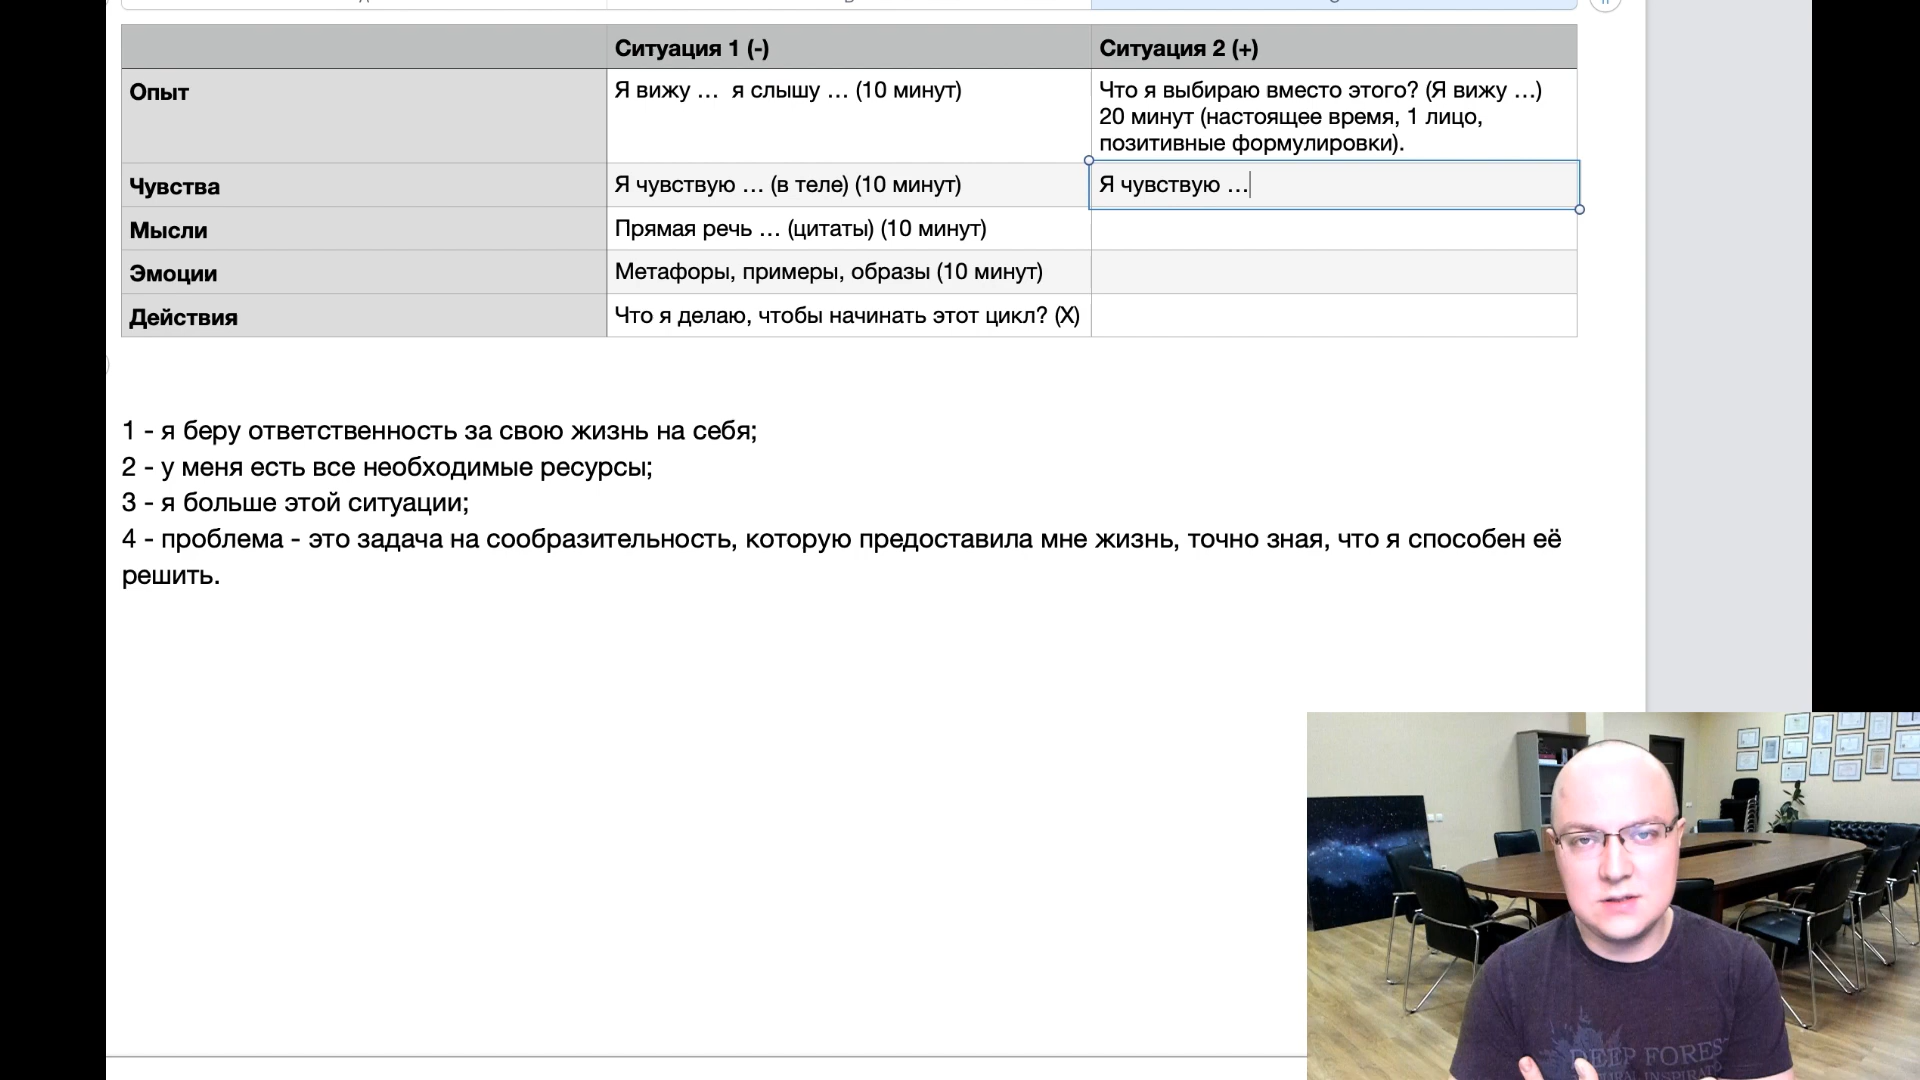 Ситуация 1 (-)
Ситуация 2 (+)
Опыт
Я вижу … я слышу … (10 минут)
Что я выбираю вместо этого? (Я вижу …)
20 минут (настоящее время, 1 лицо,
позитивные формулировки).
Чувства
Я чувствую … (в теле) (10 минут)
Я чувствую …
Мысли
Прямая речь … (цитаты) (10 минут)
Эмоции
Метафоры, примеры, образы (10 минут)
Действия
Что я делаю, чтобы начинать этот цикл? (X)
1 - я беру ответственность за свою жизнь на себя;
2 - у меня есть все необходимые ресурсы;
3 - я больше этой ситуации;
4 - проблема - это задача на сообразительность, которую предоставила мне жизнь, точно зная, что я способен её
решить.
DEEP FOREST